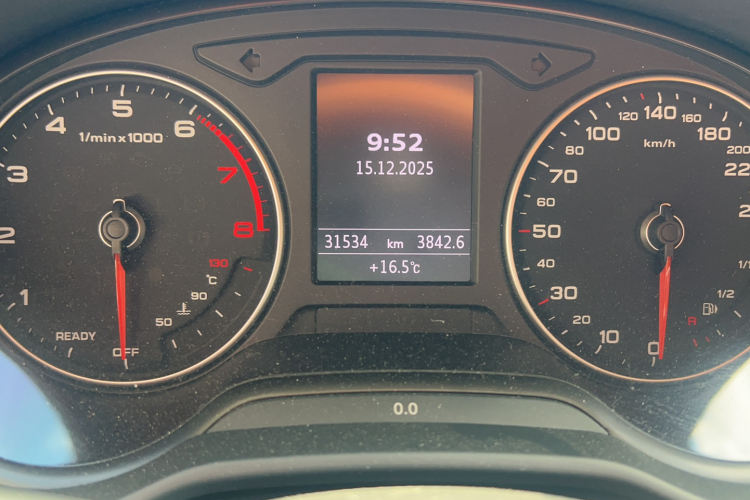 1 2 3 4 5 6 7 8
1/min x 1000
READY
OFF
50 90 130
°C
9:52
15.12.2025
31534 km 3842.6
+16.5°C
0 10 20 30 40 50 60 70 80 100 120 140 160 180 200
km/h
R 1/2
0.0